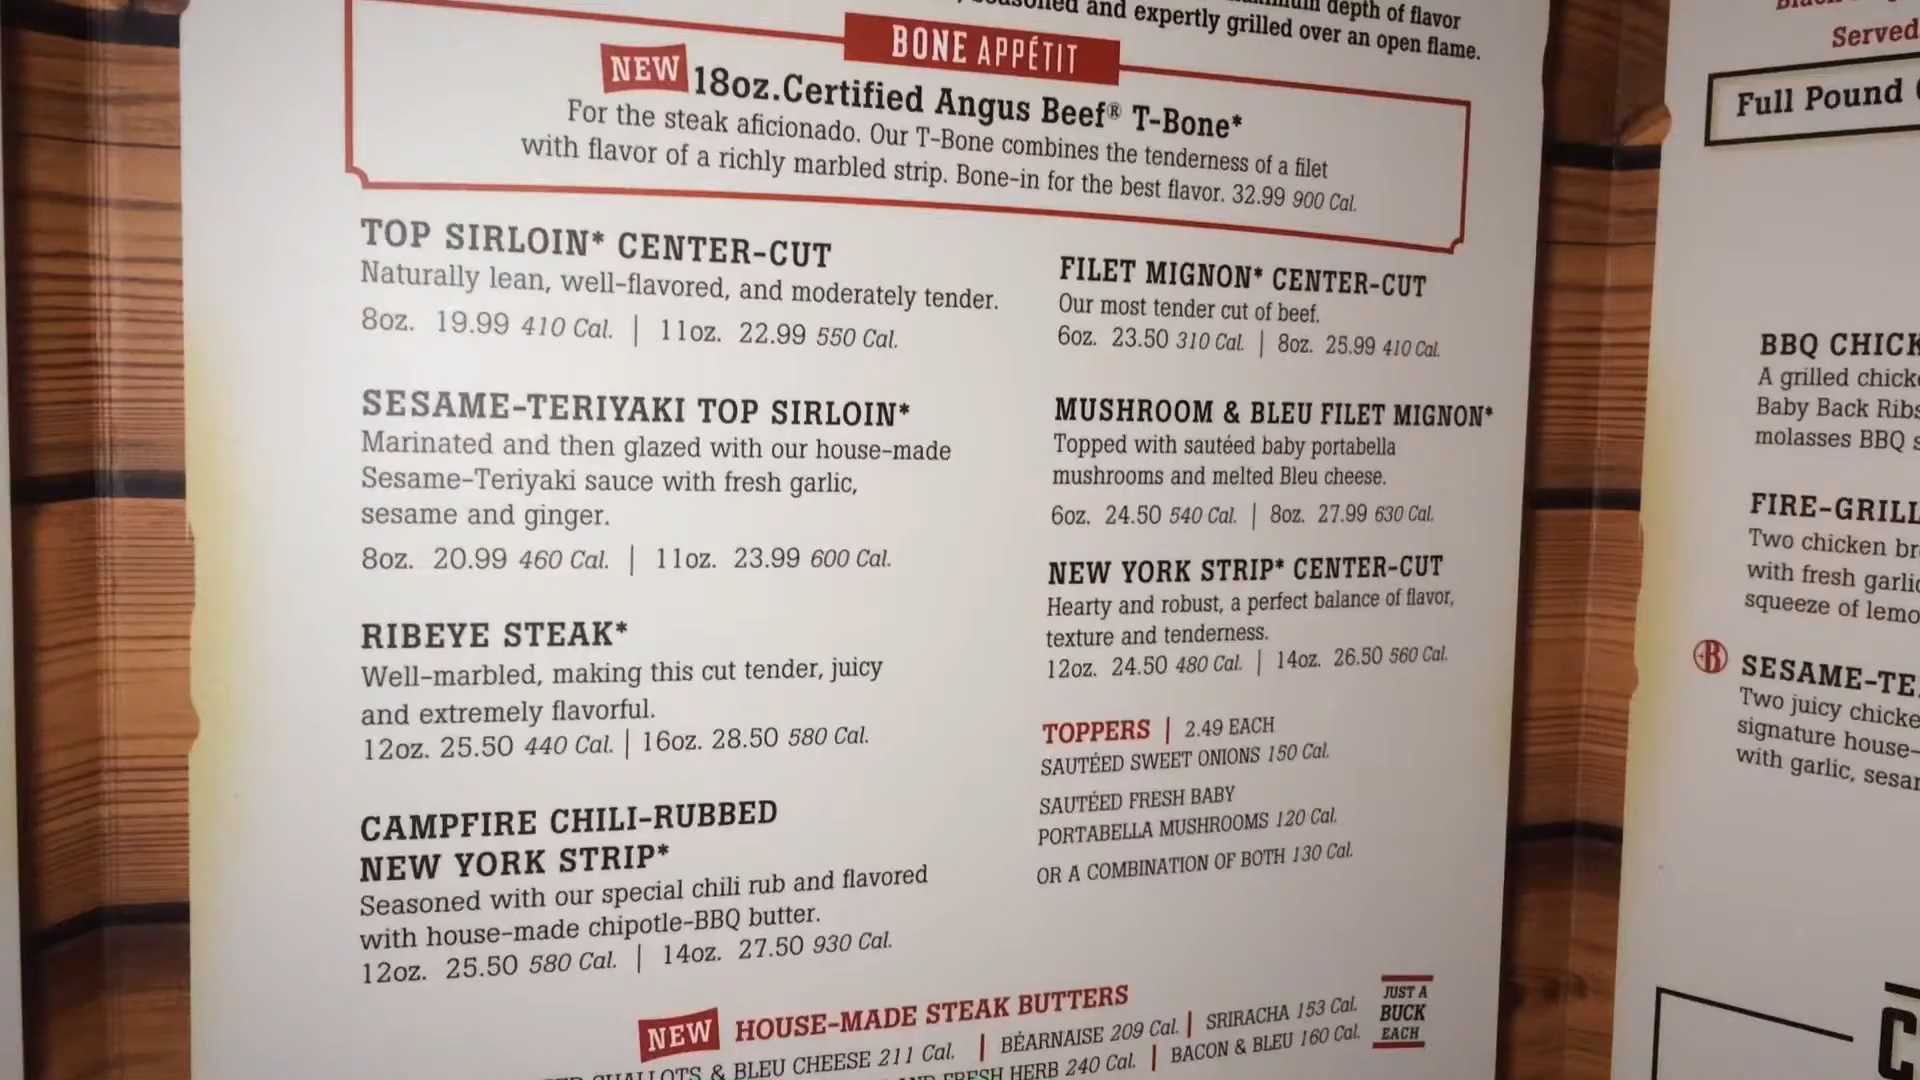 depth of flavor
and expertly grilled over an open flame.
BONE APPÉTIT
NEW 18oz.Certified Angus Beef® T-Bone*
For the steak aficionado. Our T-Bone combines the tenderness of a filet
with flavor of a richly marbled strip. Bone-in for the best flavor. 32.99 900 Cal.
TOP SIRLOIN* CENTER-CUT
Naturally lean, well-flavored, and moderately tender.
8oz. 19.99 410 Cal. | 11oz. 22.99 550 Cal.
SESAME-TERIYAKI TOP SIRLOIN*
Marinated and then glazed with our house-made
Sesame-Teriyaki sauce with fresh garlic,
sesame and ginger.
8oz. 20.99 460 Cal. | 11oz. 23.99 600 Cal.
RIBEYE STEAK*
Well-marbled, making this cut tender, juicy
and extremely flavorful.
12oz. 25.50 440 Cal. | 16oz. 28.50 580 Cal.
CAMPFIRE CHILI-RUBBED
NEW YORK STRIP*
Seasoned with our special chili rub and flavored
with house-made chipotle-BBQ butter.
12oz. 25.50 580 Cal. | 14oz. 27.50 930 Cal.
FILET MIGNON* CENTER-CUT
Our most tender cut of beef.
6oz. 23.50 310 Cal. | 8oz. 25.99 410 Cal.
MUSHROOM & BLEU FILET MIGNON*
Topped with sautéed baby portabella
mushrooms and melted Bleu cheese.
6oz. 24.50 540 Cal. | 8oz. 27.99 630 Cal.
NEW YORK STRIP* CENTER-CUT
Hearty and robust, a perfect balance of flavor,
texture and tenderness.
12oz. 24.50 480 Cal. | 14oz. 26.50 560 Cal.
TOPPERS | 2.49 EACH
SAUTÉED SWEET ONIONS 150 Cal.
SAUTÉED FRESH BABY
PORTABELLA MUSHROOMS 120 Cal.
OR A COMBINATION OF BOTH 130 Cal.
NEW HOUSE-MADE STEAK BUTTERS
& BLEU CHEESE 211 Cal. | BÉARNAISE 209 Cal. | SRIRACHA 153 Cal.
FRESH HERB 240 Cal. | BACON & BLEU 160 Cal.
JUST A
BUCK
EACH
Served
Full Pound
BBQ
A grilled
Baby Back Ribs
molasses BBQ
Two chicken
with fresh
squeeze of
B
Two juicy
signature
with garlic,